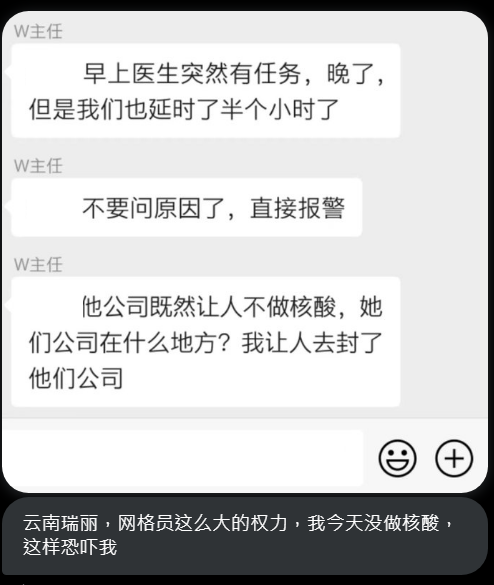 W主任
早上医生突然有任务，晚了，
但是我们也延时了半个小时了
W主任
不要问原因了，直接报警
W主任
他公司既然让人不做核酸，她
们公司在什么地方？我让人去封了
他们公司
云南瑞丽，网格员这么大的权力，我今天没做核酸，
这样恐吓我